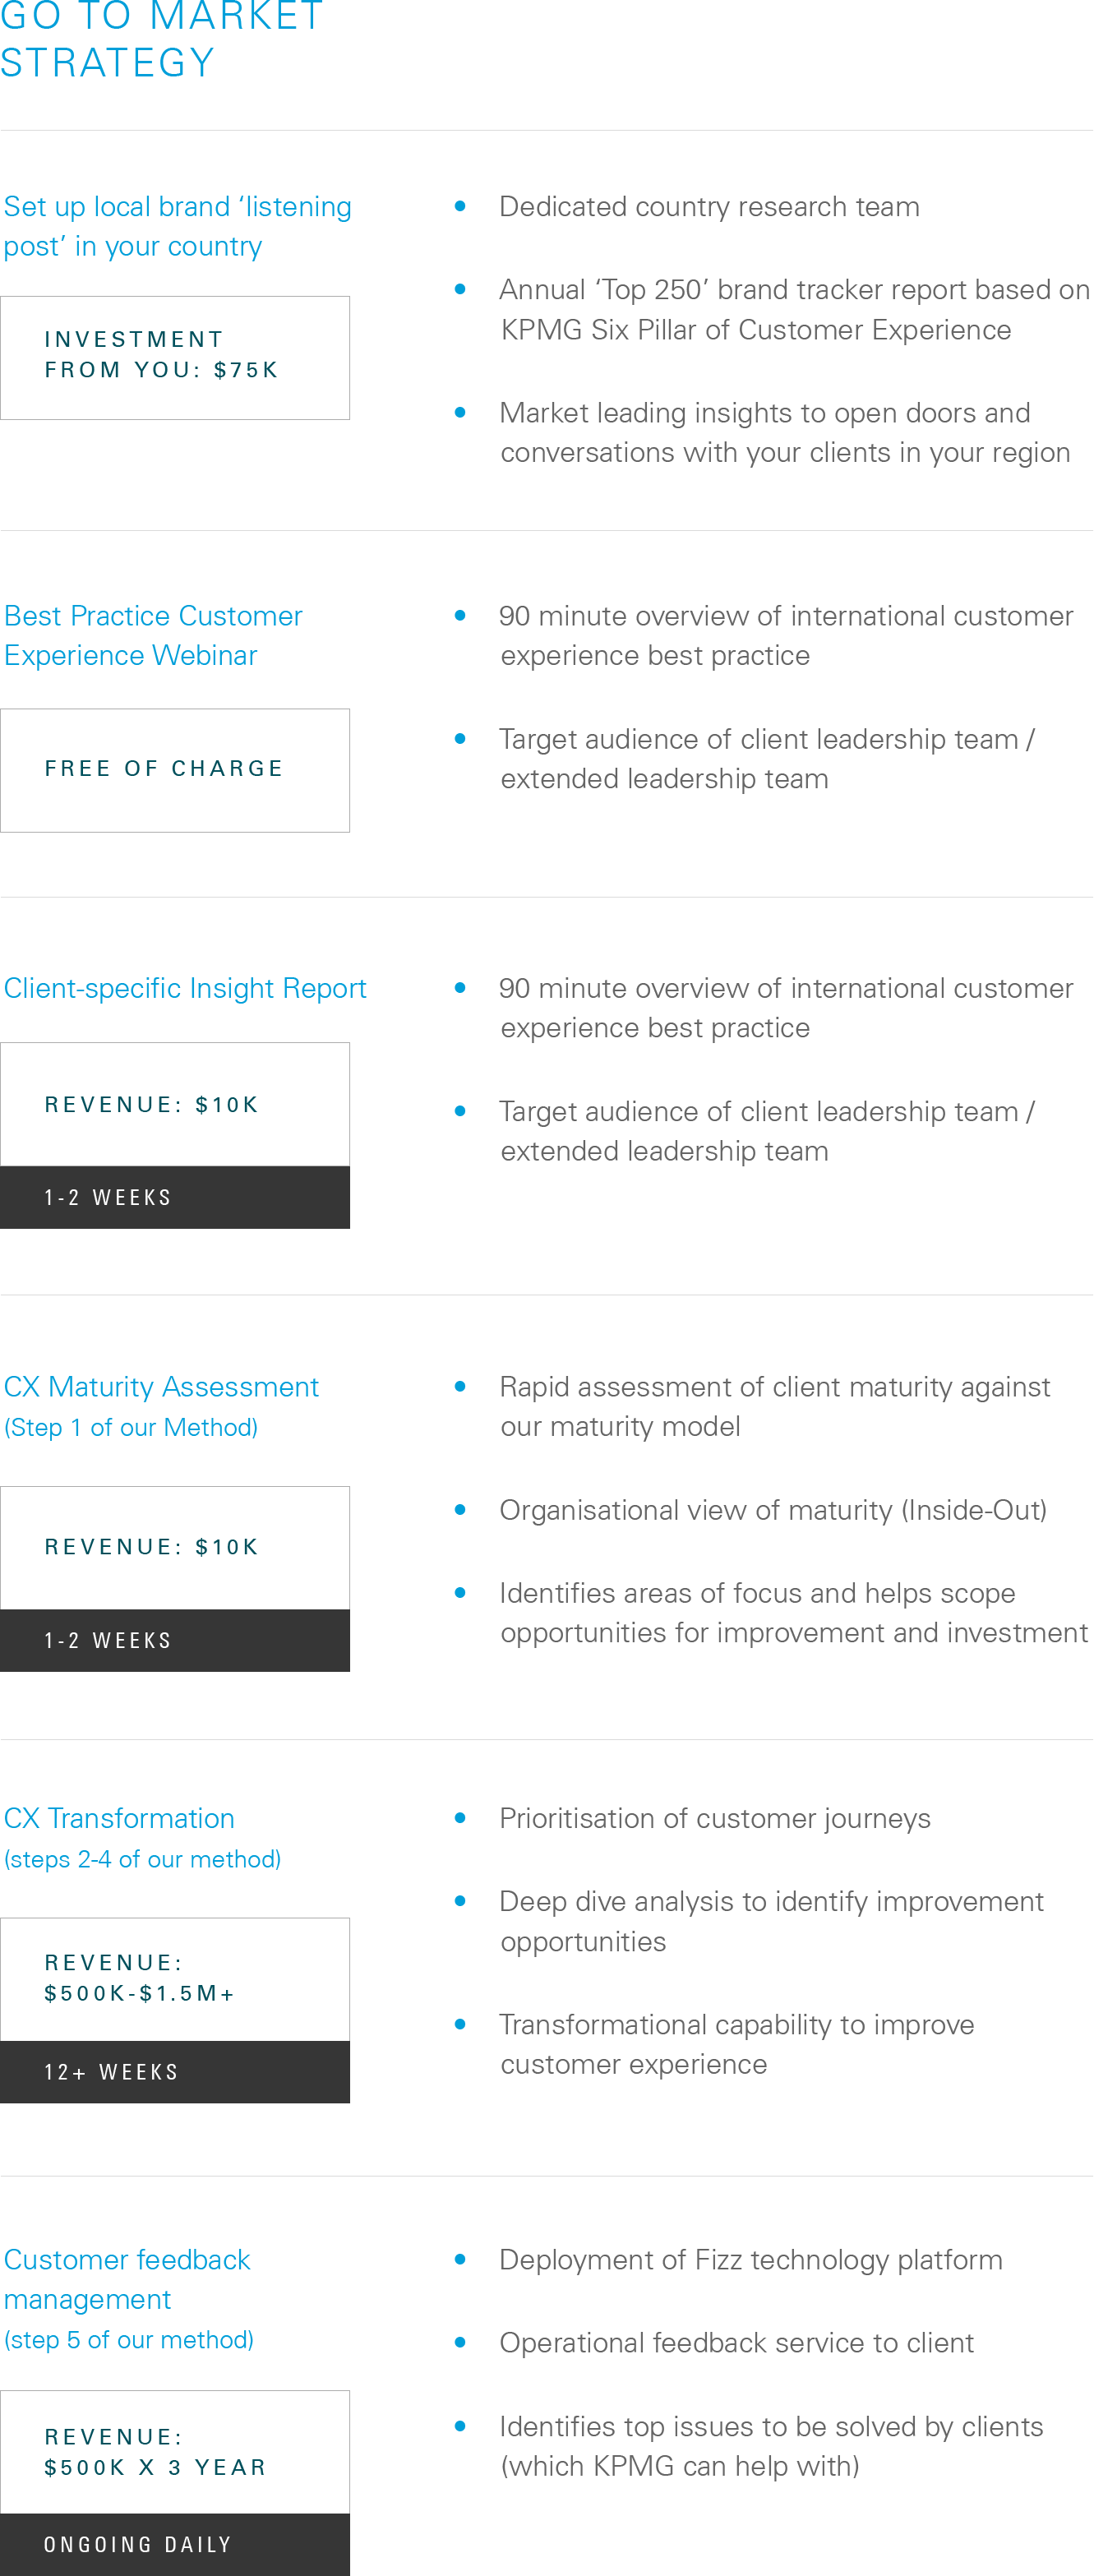 GO TO MARKET
STRATEGY
Set up local brand ‘listening
post’ in your country
INVESTMENT
FROM YOU: $75K
• Dedicated country research team
• Annual ‘Top 250’ brand tracker report based on
KPMG Six Pillar of Customer Experience
• Market leading insights to open doors and
conversations with your clients in your region
Best Practice Customer
Experience Webinar
FREE OF CHARGE
• 90 minute overview of international customer
experience best practice
• Target audience of client leadership team /
extended leadership team
Client-specific Insight Report
REVENUE: $10K
1-2 WEEKS
• 90 minute overview of international customer
experience best practice
• Target audience of client leadership team /
extended leadership team
CX Maturity Assessment
(Step 1 of our Method)
REVENUE: $10K
1-2 WEEKS
• Rapid assessment of client maturity against
our maturity model
• Organisational view of maturity (Inside-Out)
• Identifies areas of focus and helps scope
opportunities for improvement and investment
CX Transformation
(steps 2-4 of our method)
REVENUE:
$500K-$1.5M+
12+ WEEKS
• Prioritisation of customer journeys
• Deep dive analysis to identify improvement
opportunities
• Transformational capability to improve
customer experience
Customer feedback
management
(step 5 of our method)
REVENUE:
$500K X 3 YEAR
ONGOING DAILY
• Deployment of Fizz technology platform
• Operational feedback service to client
• Identifies top issues to be solved by clients
(which KPMG can help with)